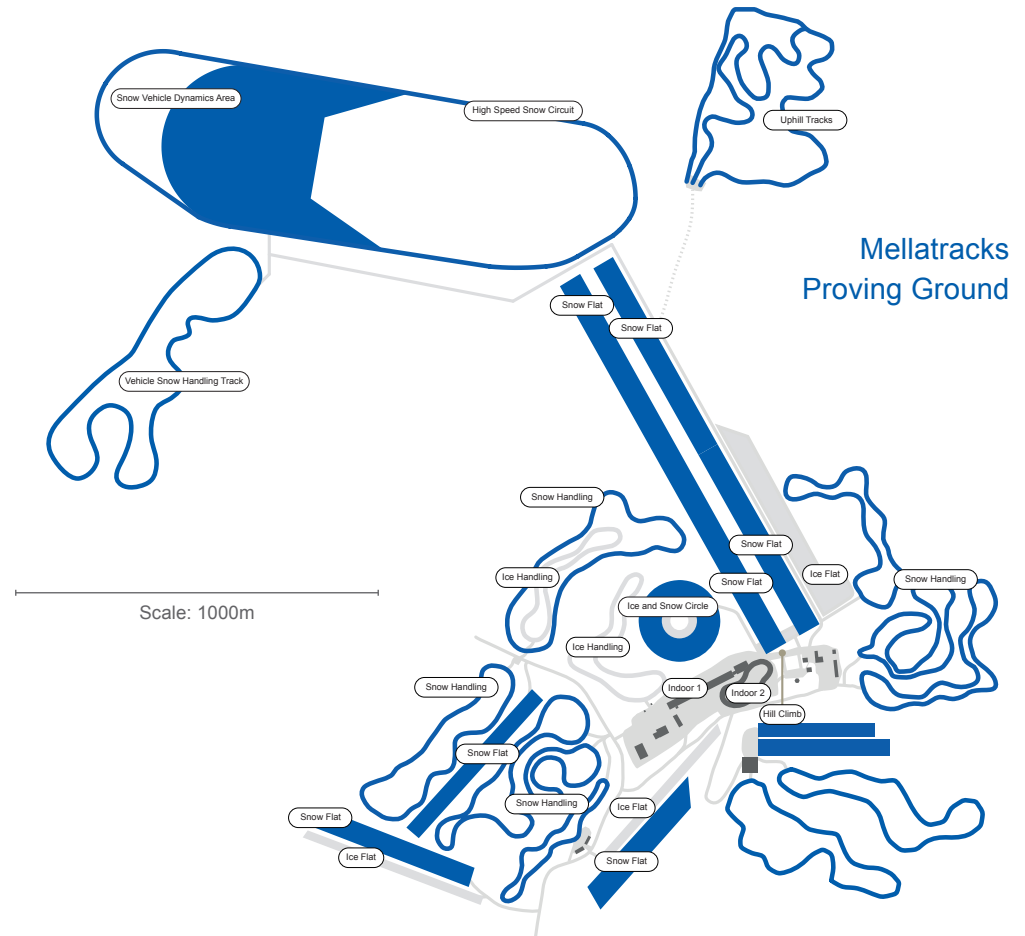 Snow Vehicle Dynamics Area
High Speed Snow Circuit
Uphill Tracks
Mellatracks
Proving Ground
Snow Flat
Snow Flat
Vehicle Snow Handling Track
Snow Handling
Snow Flat
Ice Handling
Ice Flat
Snow Flat
Snow Handling
Scale: 1000m
Ice and Snow Circle
Ice Handling
Snow Handling
Indoor 1
Indoor 2
Hill Climb
Snow Flat
Snow Handling
Ice Flat
Snow Flat
Ice Flat
Snow Flat